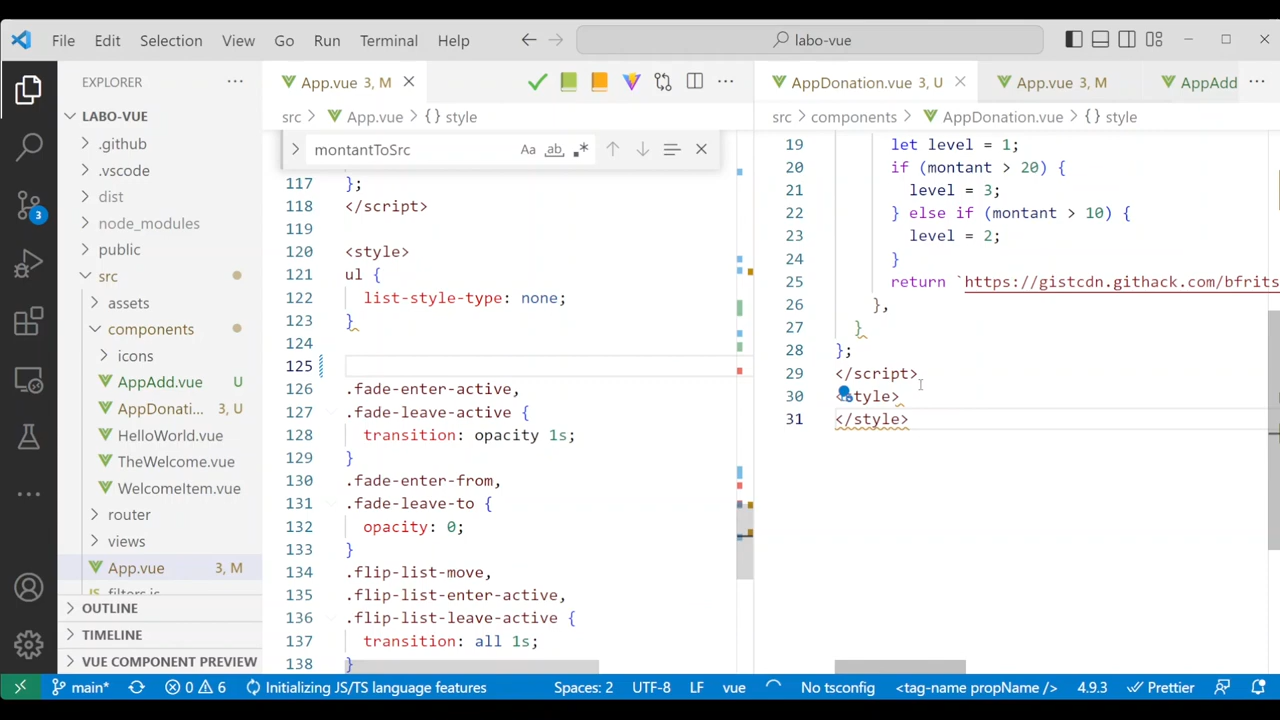 File Edit Selection View Go Run Terminal Help
labo-vue
EXPLORER
LABO-VUE
.github
.vscode
dist
node_modules
public
src
assets
components
icons
AppAdd.vue U
AppDonati... 3, U
HelloWorld.vue
TheWelcome.vue
WelcomeItem.vue
router
views
App.vue 3, M
filters.js
OUTLINE
TIMELINE
VUE COMPONENT PREVIEW
App.vue 3, M
src > App.vue > {} style
montantToSrc
Aa ab .*
117 };
118 </script>
119
120 <style>
121 ul {
122 list-style-type: none;
123 }
124
125
126 .fade-enter-active,
127 .fade-leave-active {
128 transition: opacity 1s;
129 }
130 .fade-enter-from,
131 .fade-leave-to {
132 opacity: 0;
133 }
134 .flip-list-move,
135 .flip-list-enter-active,
136 .flip-list-leave-active {
137 transition: all 1s;
138 }
AppDonation.vue 3, U
App.vue 3, M
AppAdd
src > components > AppDonation.vue > {} style
19 let level = 1;
20 if (montant > 20) {
21 level = 3;
22 } else if (montant > 10) {
23 level = 2;
24 }
25 return `https://gistcdn.githack.com/bfrits
26 },
27 }
28 };
29 </script>
30 <style>
31 </style>
3
main* 0 6 Initializing JS/TS language features Spaces: 2 UTF-8 LF vue No tsconfig <tag-name propName /> 4.9.3 Prettier